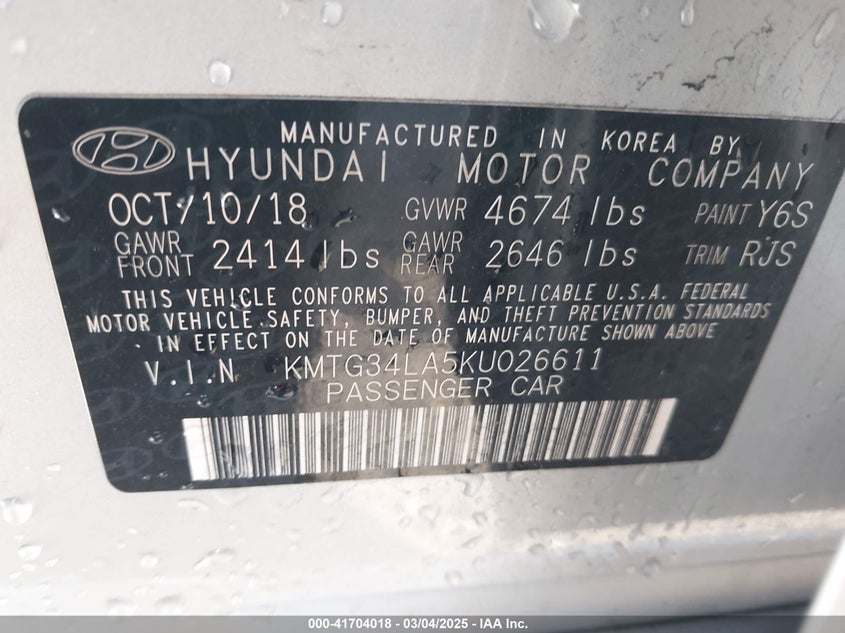 MANUFACTURED IN KOREA BY
HYUNDAI MOTOR COMPANY
OCT/10/18 GVWR 4674 lbs PAINT Y6S
GAWR FRONT 2414 lbs GAWR REAR 2646 lbs TRIM RJS
THIS VEHICLE CONFORMS TO ALL APPLICABLE U.S.A. FEDERAL
MOTOR VEHICLE SAFETY, BUMPER, AND THEFT PREVENTION STANDARDS
IN EFFECT ON THE DATE OF MANUFACTURE SHOWN ABOVE
V.I.N KMTG34LA5KU026611
PASSENGER CAR
000-41704018 - 03/04/2025 - IAA Inc.